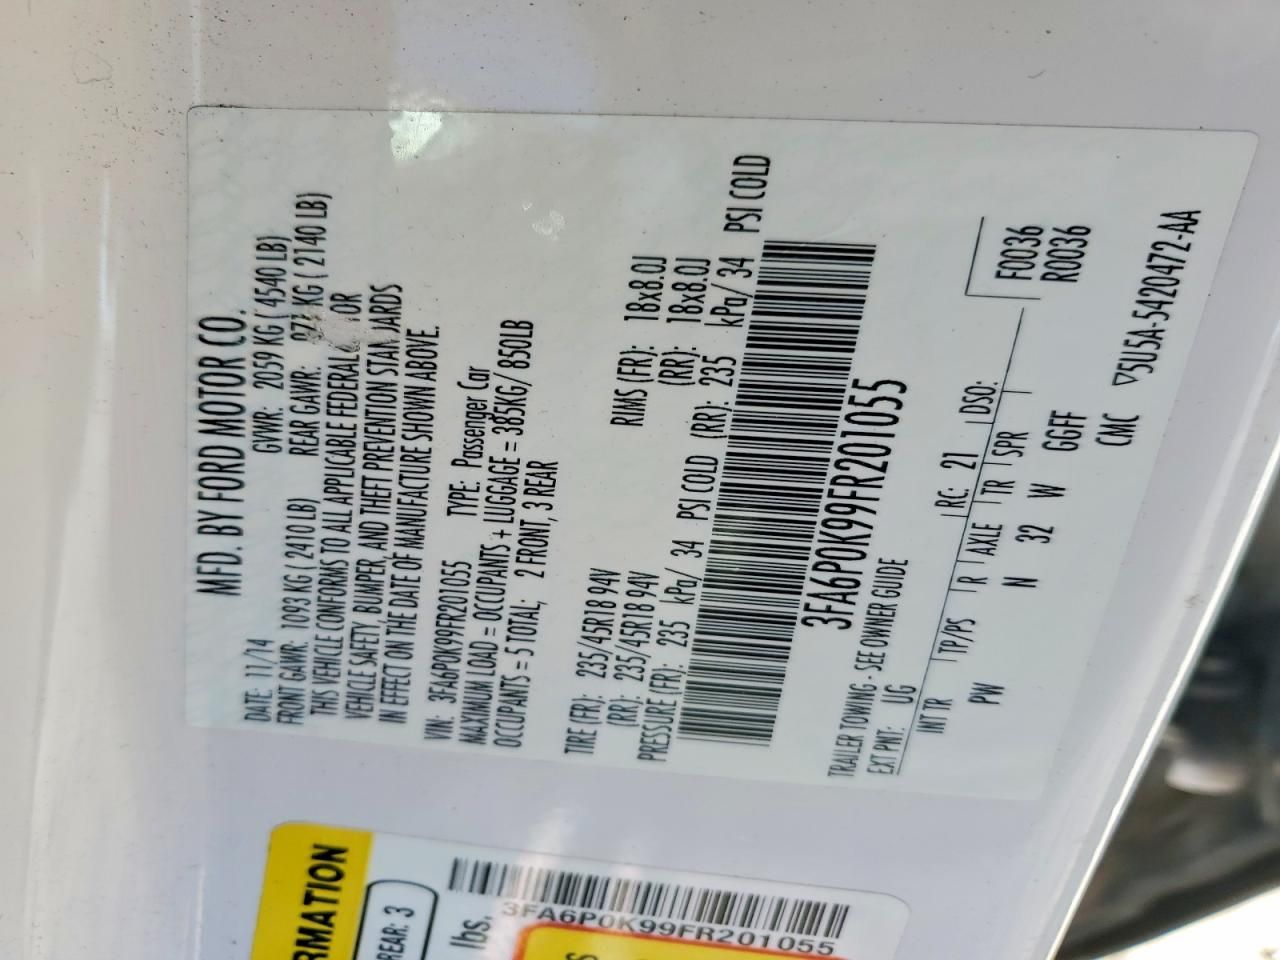 MFD. BY FORD MOTOR CO.
DATE: 11/14 GVWR: 2059 KG ( 4540 LB)
FRONT GAWR: 1093 KG ( 2410 LB) REAR GAWR: KG ( 2140 LB)
THIS VEHICLE CONFORMS TO ALL APPLICABLE FEDERAL
VEHICLE SAFETY, BUMPER, AND THEFT PREVENTION STANDARDS
IN EFFECT ON THE DATE OF MANUFACTURE SHOWN ABOVE.
VIN: 3FA6P0K99FR201055 TYPE: Passenger Car
MAXIMUM LOAD = OCCUPANTS + LUGGAGE = 385KG/ 850LB
OCCUPANTS = 5 TOTAL; 2 FRONT, 3 REAR
TIRE (FR): 235/45R18 94V RIMS (FR): 18x8.0J
(RR): 235/45R18 94V (RR): 18x8.0J
PRESSURE (FR): 235 kPa/ 34 PSI COLD (RR): 235 kPa/ 34 PSI COLD
3FA6P0K99FR201055
TRAILER TOWING - SEE OWNER GUIDE
EXT PNT: UG RC: 21 DSO:
INT TR TP/PS R AXLE TR SPR F0036
PW N 32 W GGFF R0036
CMC ▽5U5A-5420472-AA
RMATION
REAR: 3
lbs.
3FA6P0K99FR201055